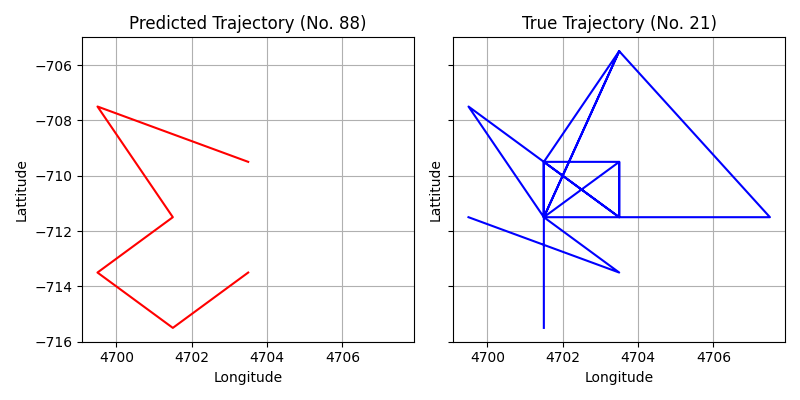 Predicted Trajectory (No. 88)
True Trajectory (No. 21)
−706
−708
−710
−712
−714
−716
Lattitude
Lattitude
4700 4702 4704 4706
4700 4702 4704 4706
Longitude
Longitude